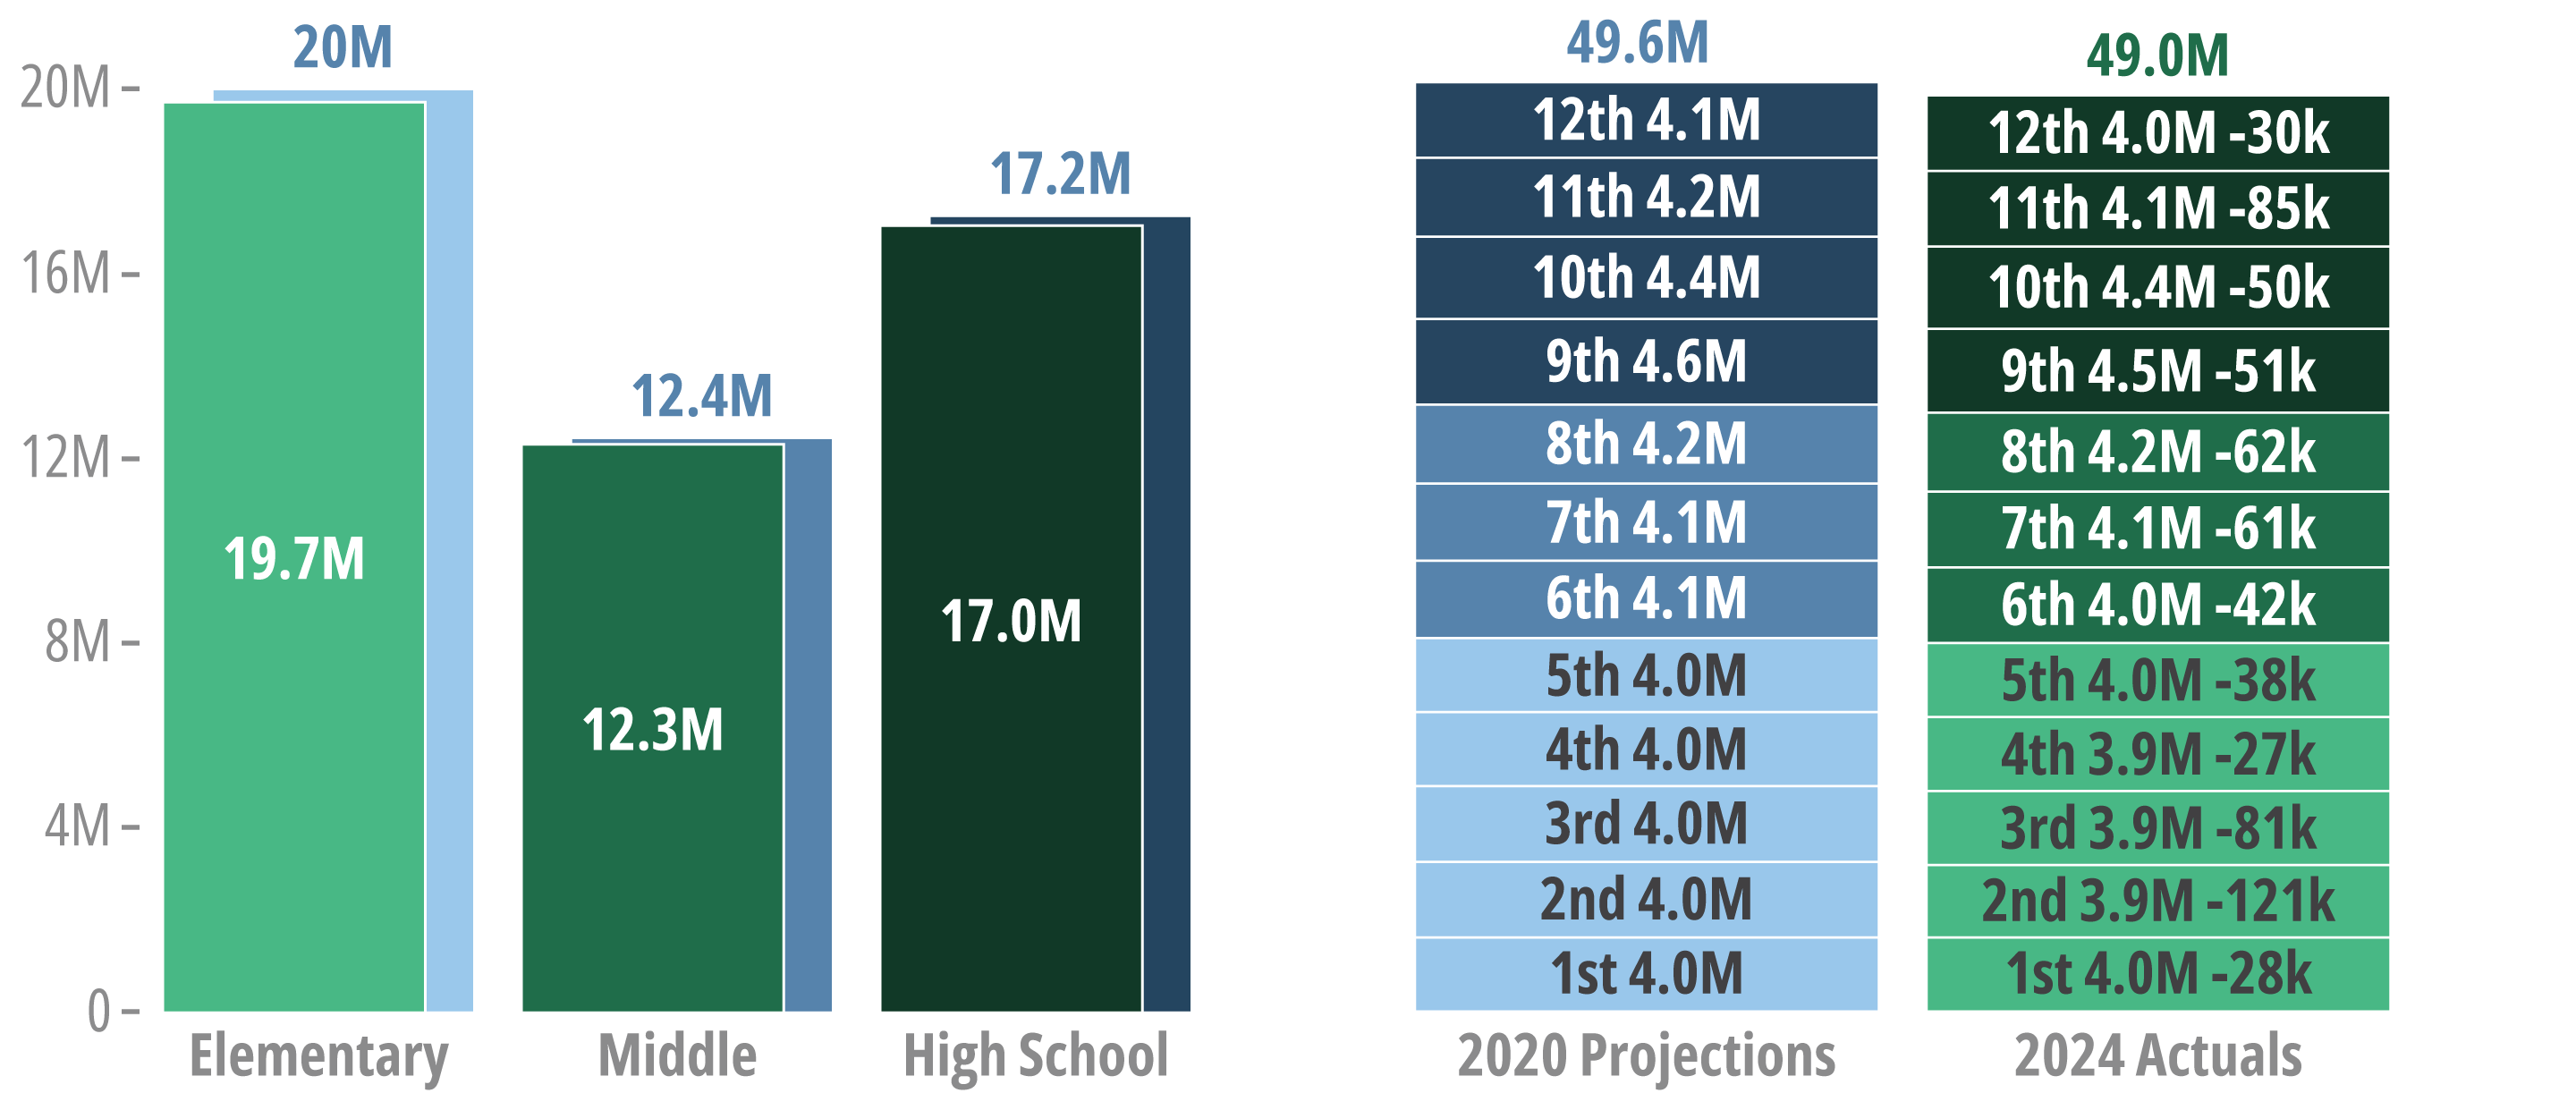 20M
16M
12M
8M
4M
0
20M
19.7M
Elementary
12.4M
12.3M
Middle
17.2M
17.0M
High School
49.6M
12th 4.1M
11th 4.2M
10th 4.4M
9th 4.6M
8th 4.2M
7th 4.1M
6th 4.1M
5th 4.0M
4th 4.0M
3rd 4.0M
2nd 4.0M
1st 4.0M
2020 Projections
49.0M
12th 4.0M -30k
11th 4.1M -85k
10th 4.4M -50k
9th 4.5M -51k
8th 4.2M -62k
7th 4.1M -61k
6th 4.0M -42k
5th 4.0M -38k
4th 3.9M -27k
3rd 3.9M -81k
2nd 3.9M -121k
1st 4.0M -28k
2024 Actuals